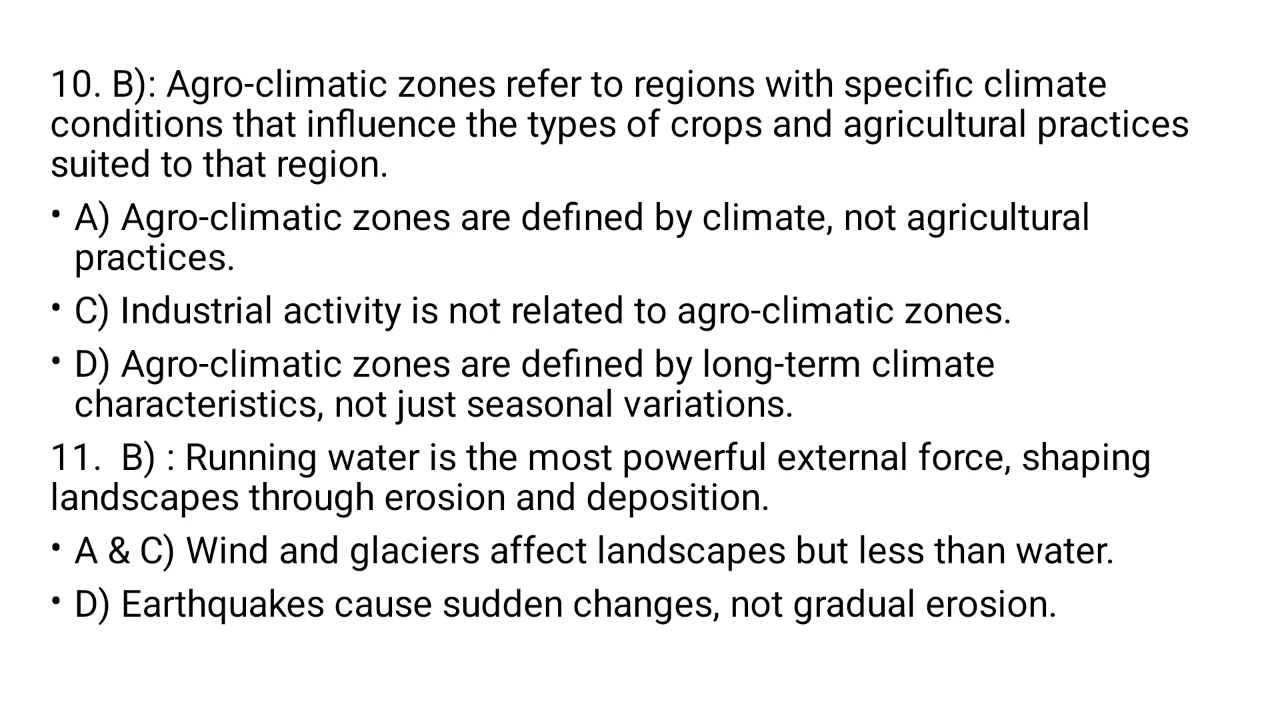 10. B): Agro-climatic zones refer to regions with specific climate
conditions that influence the types of crops and agricultural practices
suited to that region.
• A) Agro-climatic zones are defined by climate, not agricultural
practices.
• C) Industrial activity is not related to agro-climatic zones.
• D) Agro-climatic zones are defined by long-term climate
characteristics, not just seasonal variations.
11.  B) : Running water is the most powerful external force, shaping
landscapes through erosion and deposition.
• A & C) Wind and glaciers affect landscapes but less than water.
• D) Earthquakes cause sudden changes, not gradual erosion.